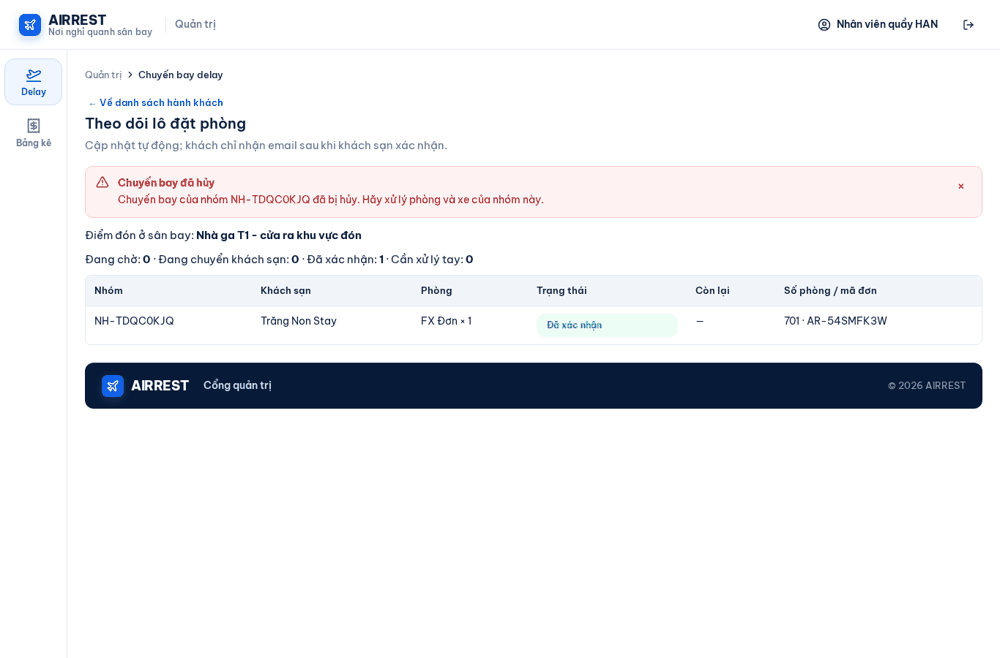 AIRREST
Nơi nghỉ quanh sân bay
Quản trị
Nhân viên quầy HAN
Delay
Bảng kê
Quản trị > Chuyến bay delay
← Về danh sách hành khách
Theo dõi lô đặt phòng
Cập nhật tự động; khách chỉ nhận email sau khi khách sạn xác nhận.
Chuyến bay đã hủy
Chuyến bay của nhóm NH-TDQC0KJQ đã bị hủy. Hãy xử lý phòng và xe của nhóm này.
×
Điểm đón ở sân bay: Nhà ga T1 - cửa ra khu vực đón
Đang chờ: 0 · Đang chuyển khách sạn: 0 · Đã xác nhận: 1 · Cần xử lý tay: 0
Nhóm Khách sạn Phòng Trạng thái Còn lại Số phòng / mã đơn
NH-TDQC0KJQ Trăng Non Stay FX Đơn × 1 Đã xác nhận — 701 · AR-54SMFK3W
AIRREST Cổng quản trị © 2026 AIRREST